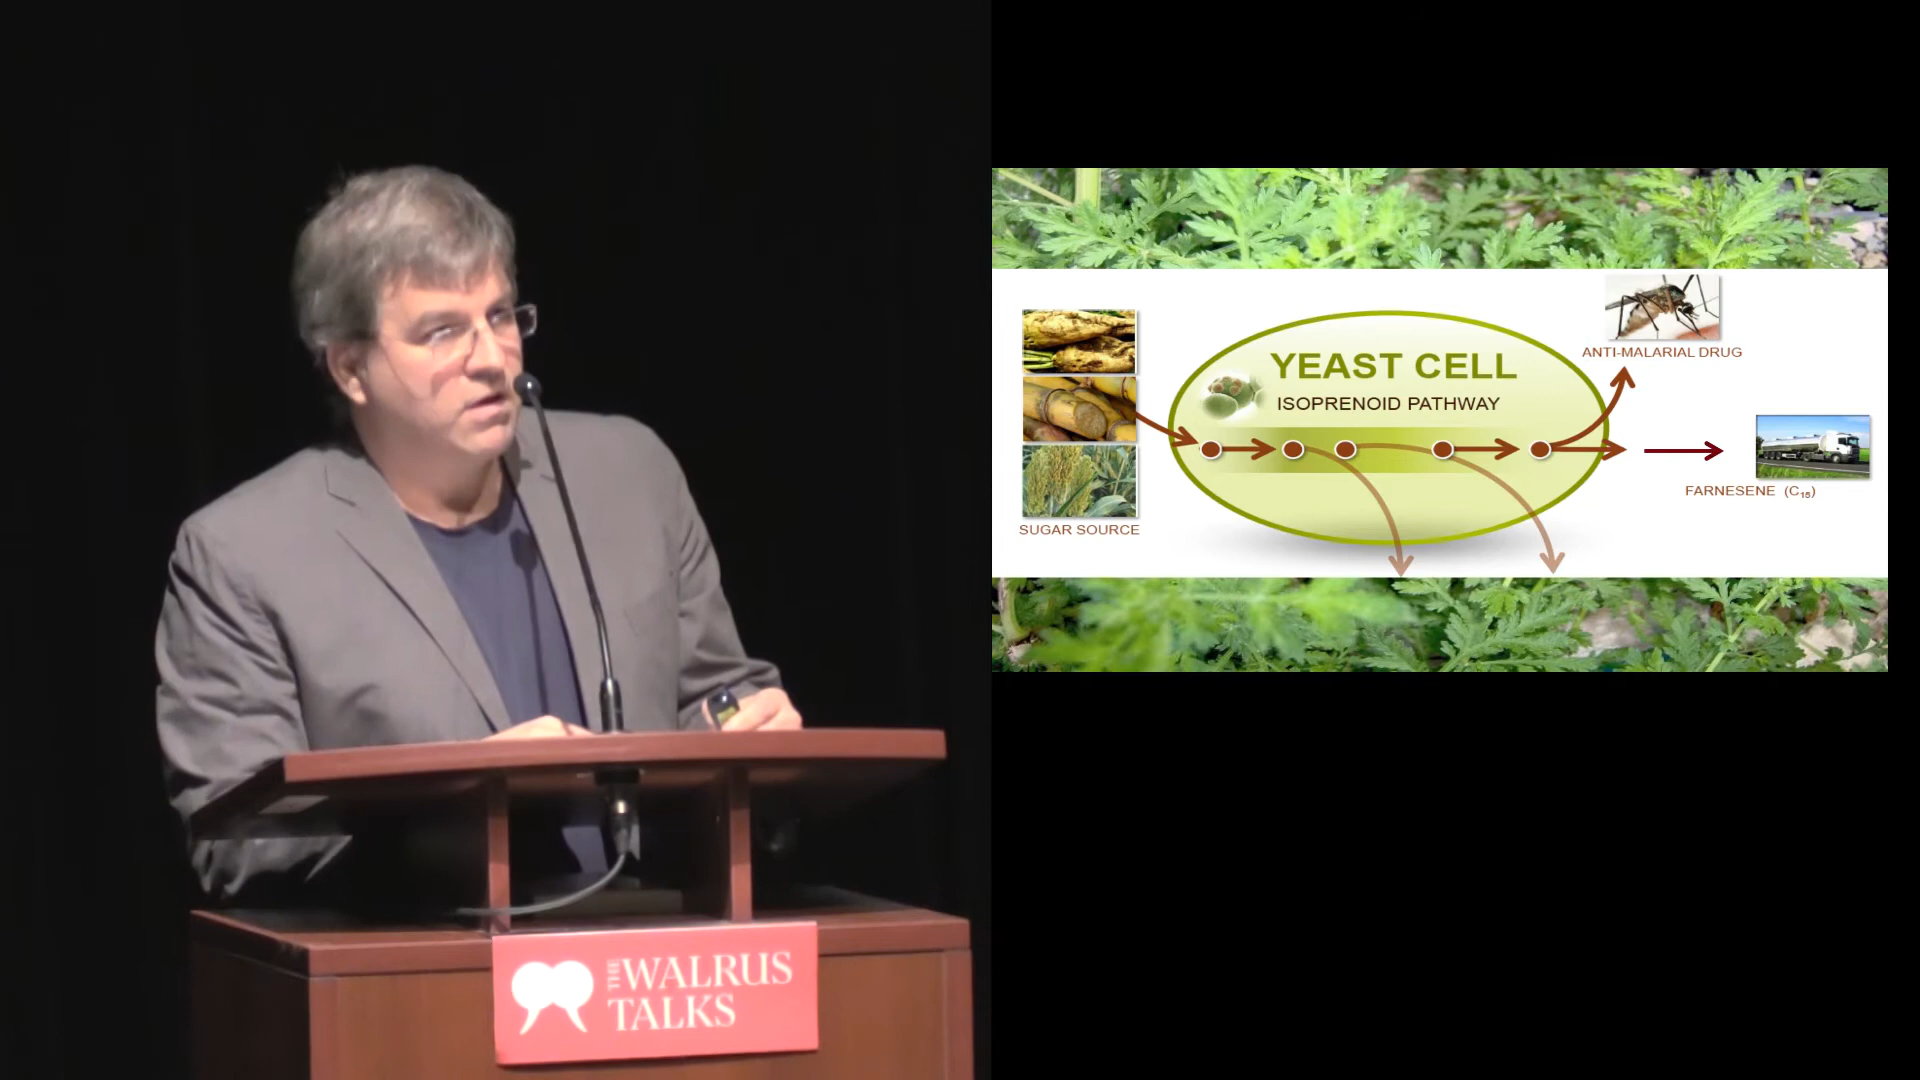 THE WALRUS
TALKS
YEAST CELL
ISOPRENOID PATHWAY
SUGAR SOURCE
ANTI-MALARIAL DRUG
FARNESENE (C₁₅)